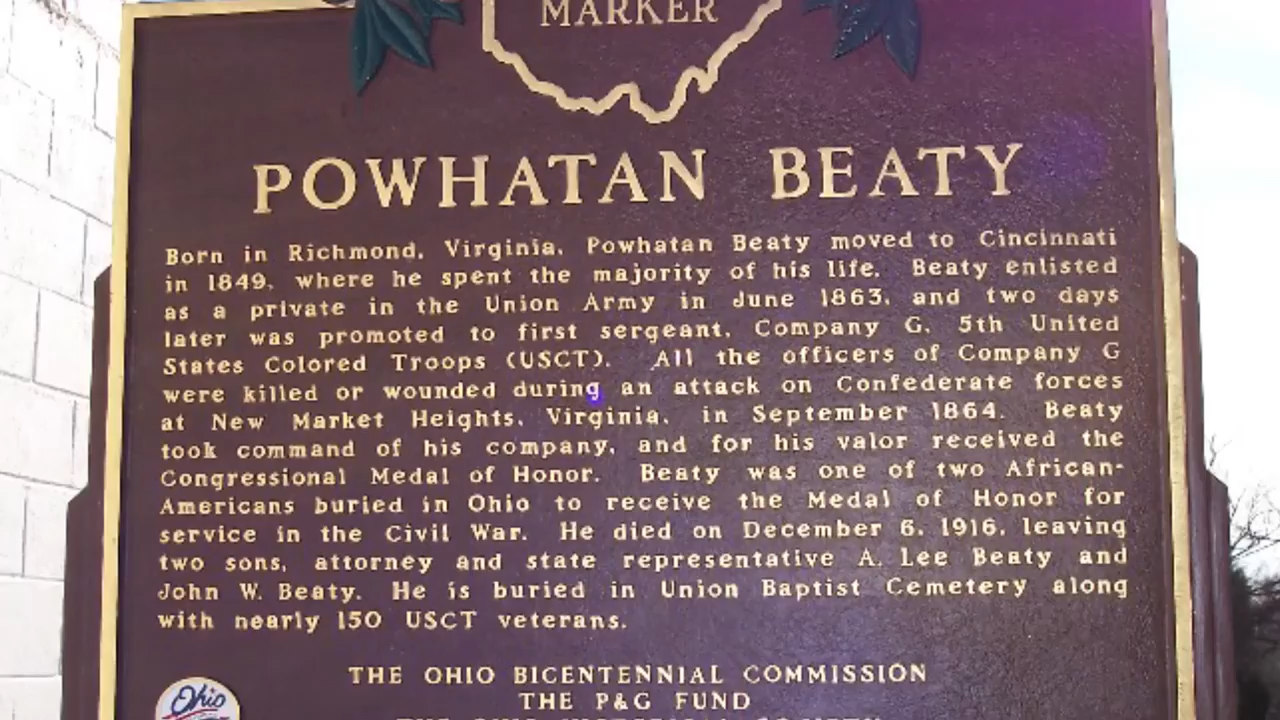 MARKER
POWHATAN BEATY
Born in Richmond, Virginia, Powhatan Beaty moved to Cincinnati
in 1849, where he spent the majority of his life. Beaty enlisted
as a private in the Union Army in June 1863, and two days
later was promoted to first sergeant, Company G, 5th United
States Colored Troops (USCT). All the officers of Company G
were killed or wounded during an attack on Confederate forces
at New Market Heights, Virginia, in September 1864. Beaty
took command of his company, and for his valor received the
Congressional Medal of Honor. Beaty was one of two African-
Americans buried in Ohio to receive the Medal of Honor for
service in the Civil War. He died on December 6, 1916, leaving
two sons, attorney and state representative A. Lee Beaty and
John W. Beaty. He is buried in Union Baptist Cemetery along
with nearly 150 USCT veterans.
THE OHIO BICENTENNIAL COMMISSION
THE P&G FUND
Ohio